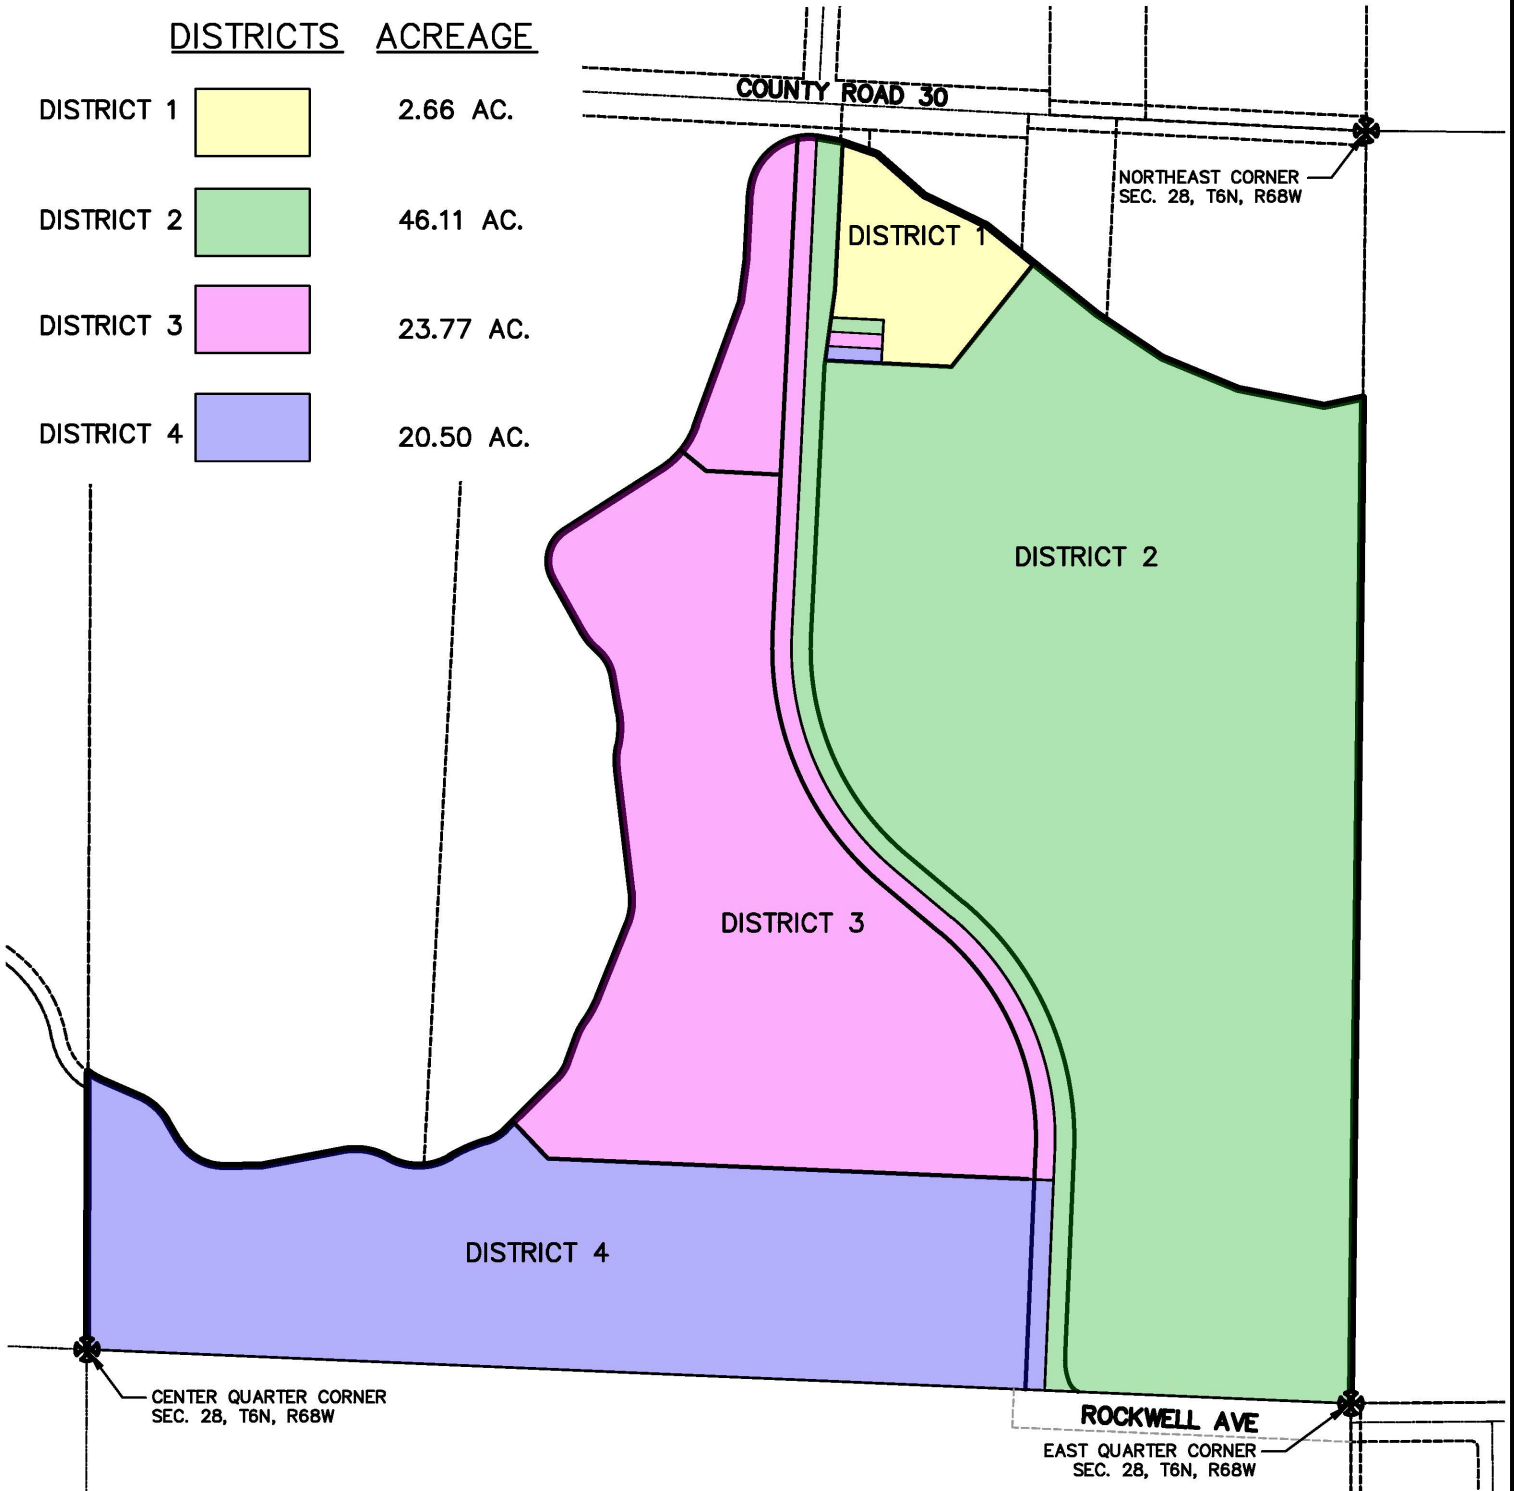 DISTRICTS ACREAGE
DISTRICT 1 2.66 AC.
DISTRICT 2 46.11 AC.
DISTRICT 3 23.77 AC.
DISTRICT 4 20.50 AC.
COUNTY ROAD 30
NORTHEAST CORNER
SEC. 28, T6N, R68W
DISTRICT 1
DISTRICT 2
DISTRICT 3
DISTRICT 4
CENTER QUARTER CORNER
SEC. 28, T6N, R68W
ROCKWELL AVE
EAST QUARTER CORNER
SEC. 28, T6N, R68W